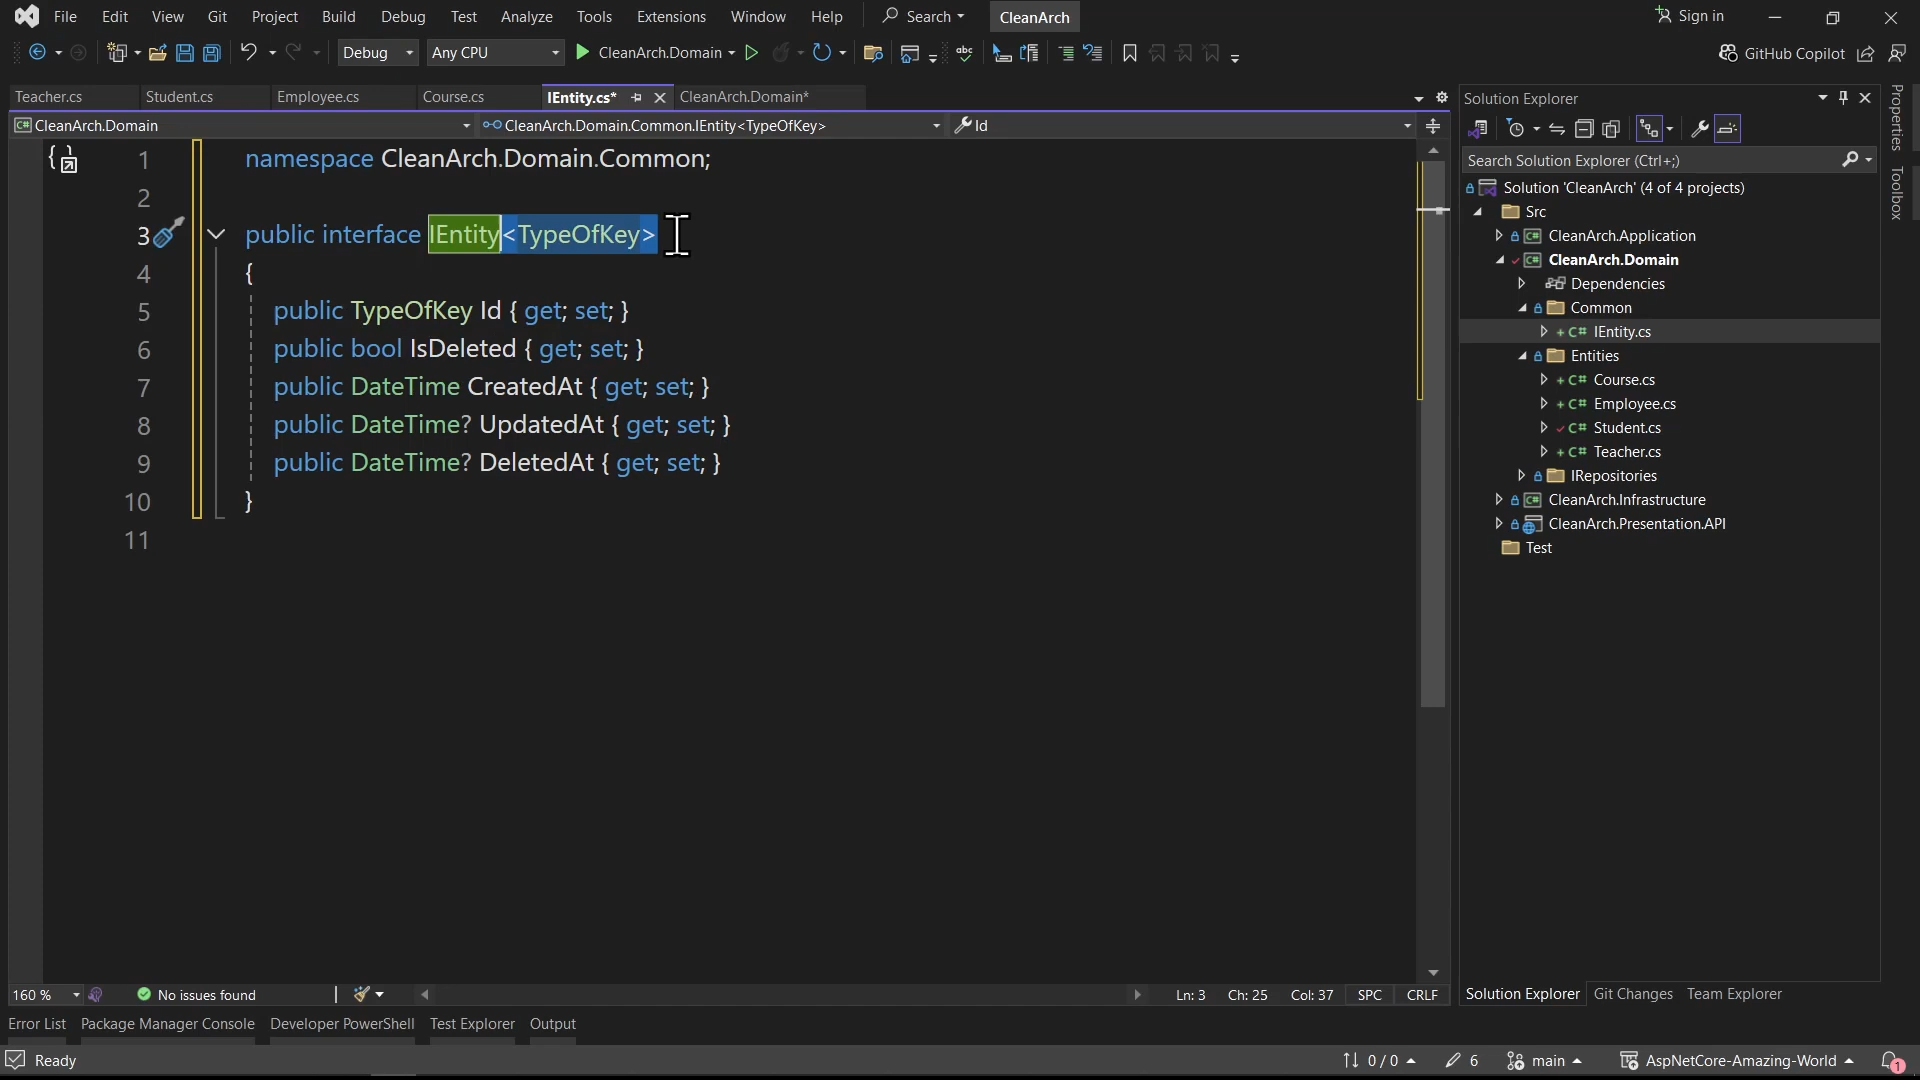 File Edit View Git Project Build Debug Test Analyze Tools Extensions Window Help Search CleanArch Sign in
Debug Any CPU CleanArch.Domain GitHub Copilot
Teacher.cs Student.cs Employee.cs Course.cs IEntity.cs* CleanArch.Domain*
CleanArch.Domain CleanArch.Domain.Common.IEntity<TypeOfKey> Id
1 namespace CleanArch.Domain.Common;
2
3 public interface IEntity<TypeOfKey>
4 {
5 public TypeOfKey Id { get; set; }
6 public bool IsDeleted { get; set; }
7 public DateTime CreatedAt { get; set; }
8 public DateTime? UpdatedAt { get; set; }
9 public DateTime? DeletedAt { get; set; }
10 }
11
160 % No issues found Ln: 3 Ch: 25 Col: 37 SPC CRLF
Solution Explorer
Search Solution Explorer (Ctrl+;)
Solution 'CleanArch' (4 of 4 projects)
Src
CleanArch.Application
CleanArch.Domain
Dependencies
Common
C# IEntity.cs
Entities
C# Course.cs
C# Employee.cs
C# Student.cs
C# Teacher.cs
IRepositories
CleanArch.Infrastructure
CleanArch.Presentation.API
Test
Solution Explorer Git Changes Team Explorer
Properties
Toolbox
Error List Package Manager Console Developer PowerShell Test Explorer Output
Ready 0 / 0 6 main AspNetCore-Amazing-World 1